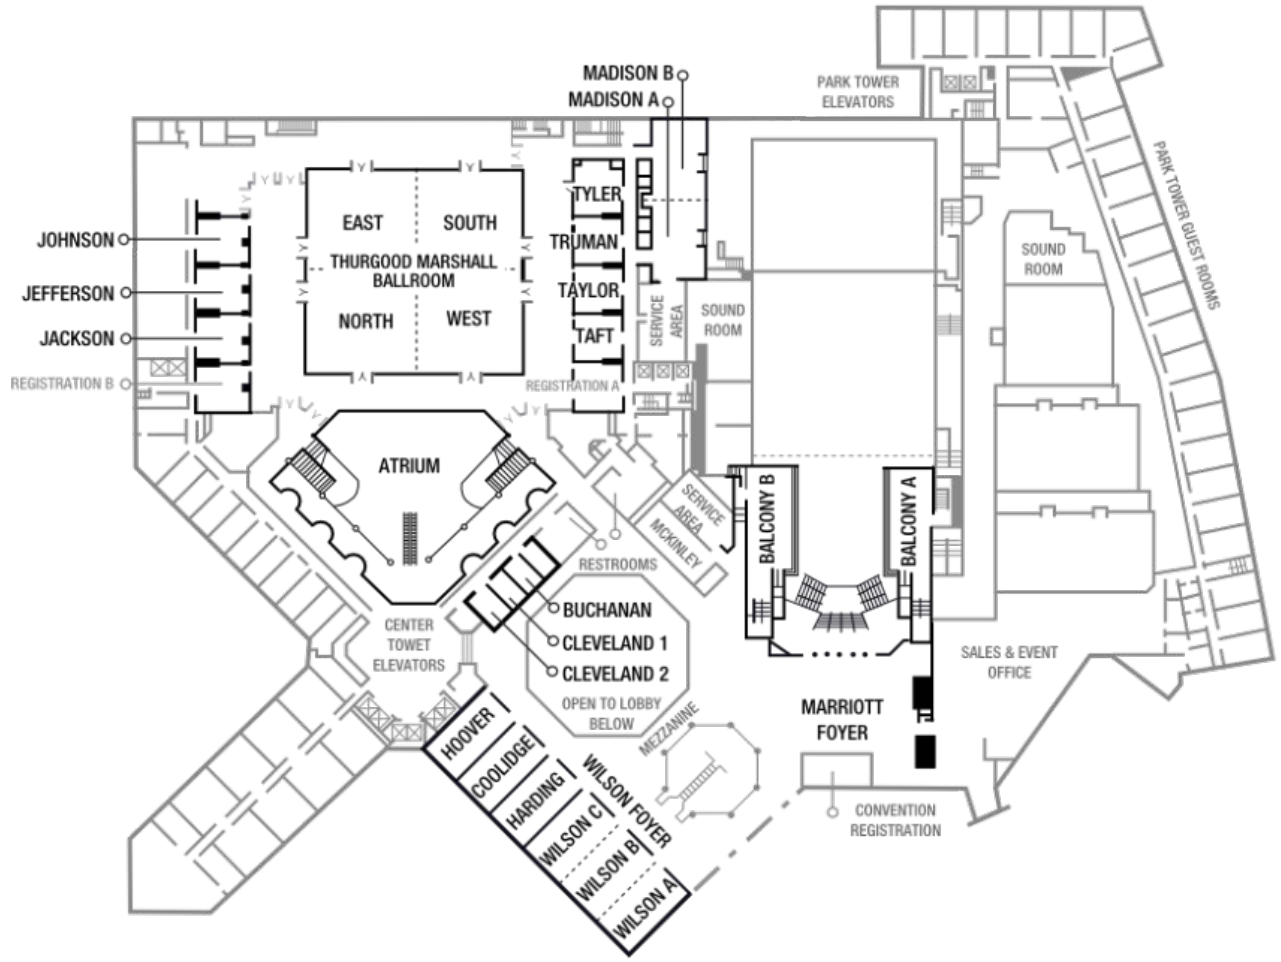 MADISON B
MADISON A
PARK TOWER
ELEVATORS
PARK TOWER GUEST ROOMS
TYLER
EAST
SOUTH
JOHNSON
TRUMAN
SOUND
ROOM
THURGOOD MARSHALL
BALLROOM
JEFFERSON
TAYLOR
NORTH
WEST
SERVICE
AREA
SOUND
ROOM
JACKSON
TAFT
REGISTRATION B
REGISTRATION A
ATRIUM
SERVICE
AREA
MCKINLEY
BALCONY B
BALCONY A
RESTROOMS
BUCHANAN
CLEVELAND 1
CLEVELAND 2
CENTER
TOWET
ELEVATORS
SALES & EVENT
OFFICE
OPEN TO LOBBY
BELOW
MEZZANINE
MARRIOTT
FOYER
HOOVER
COOLIDGE
HARDING
WILSON C
WILSON B
WILSON A
WILSON FOYER
CONVENTION
REGISTRATION